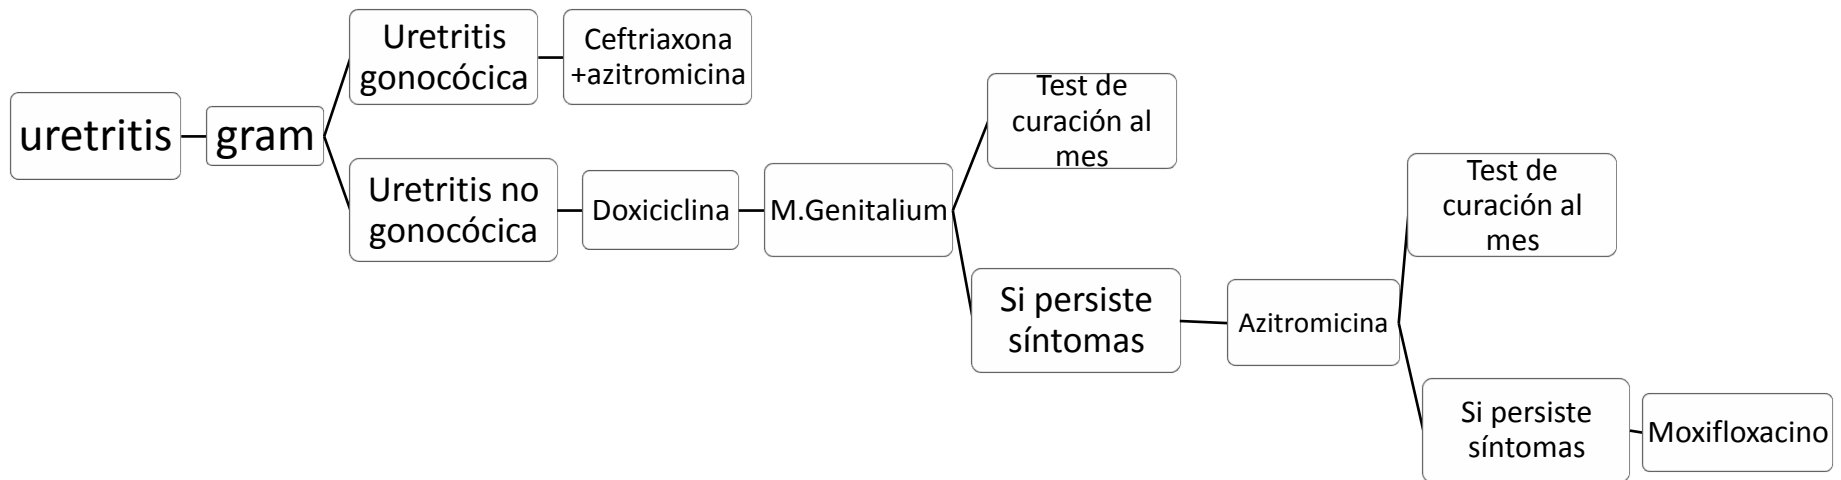 uretritis
gram
Uretritis
gonocócica
Ceftriaxona
+azitromicina
Uretritis no
gonocócica
Doxiciclina
M.Genitalium
Test de
curación al
mes
Si persiste
síntomas
Azitromicina
Test de
curación al
mes
Si persiste
síntomas
Moxifloxacino